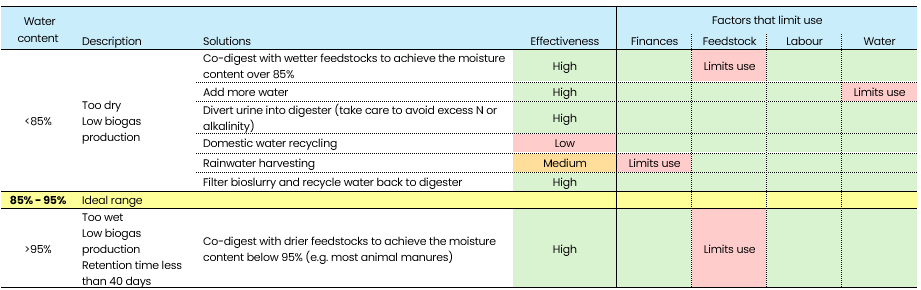 Water content Factors that limit use
Description Solutions Effectiveness Finances Feedstock Labour Water
<85%
Too dry
Low biogas
production
Co-digest with wetter feedstocks to achieve the moisture
content over 85%
High
Limits use
Add more water
High
Limits use
Divert urine into digester (take care to avoid excess N or
alkalinity)
High
Domestic water recycling
Low
Rainwater harvesting
Medium
Limits use
Filter bioslurry and recycle water back to digester
High
85% - 95% Ideal range
>95%
Too wet
Low biogas
production
Retention time less
than 40 days
Co-digest with drier feedstocks to achieve the moisture
content below 95% (e.g. most animal manures)
High
Limits use